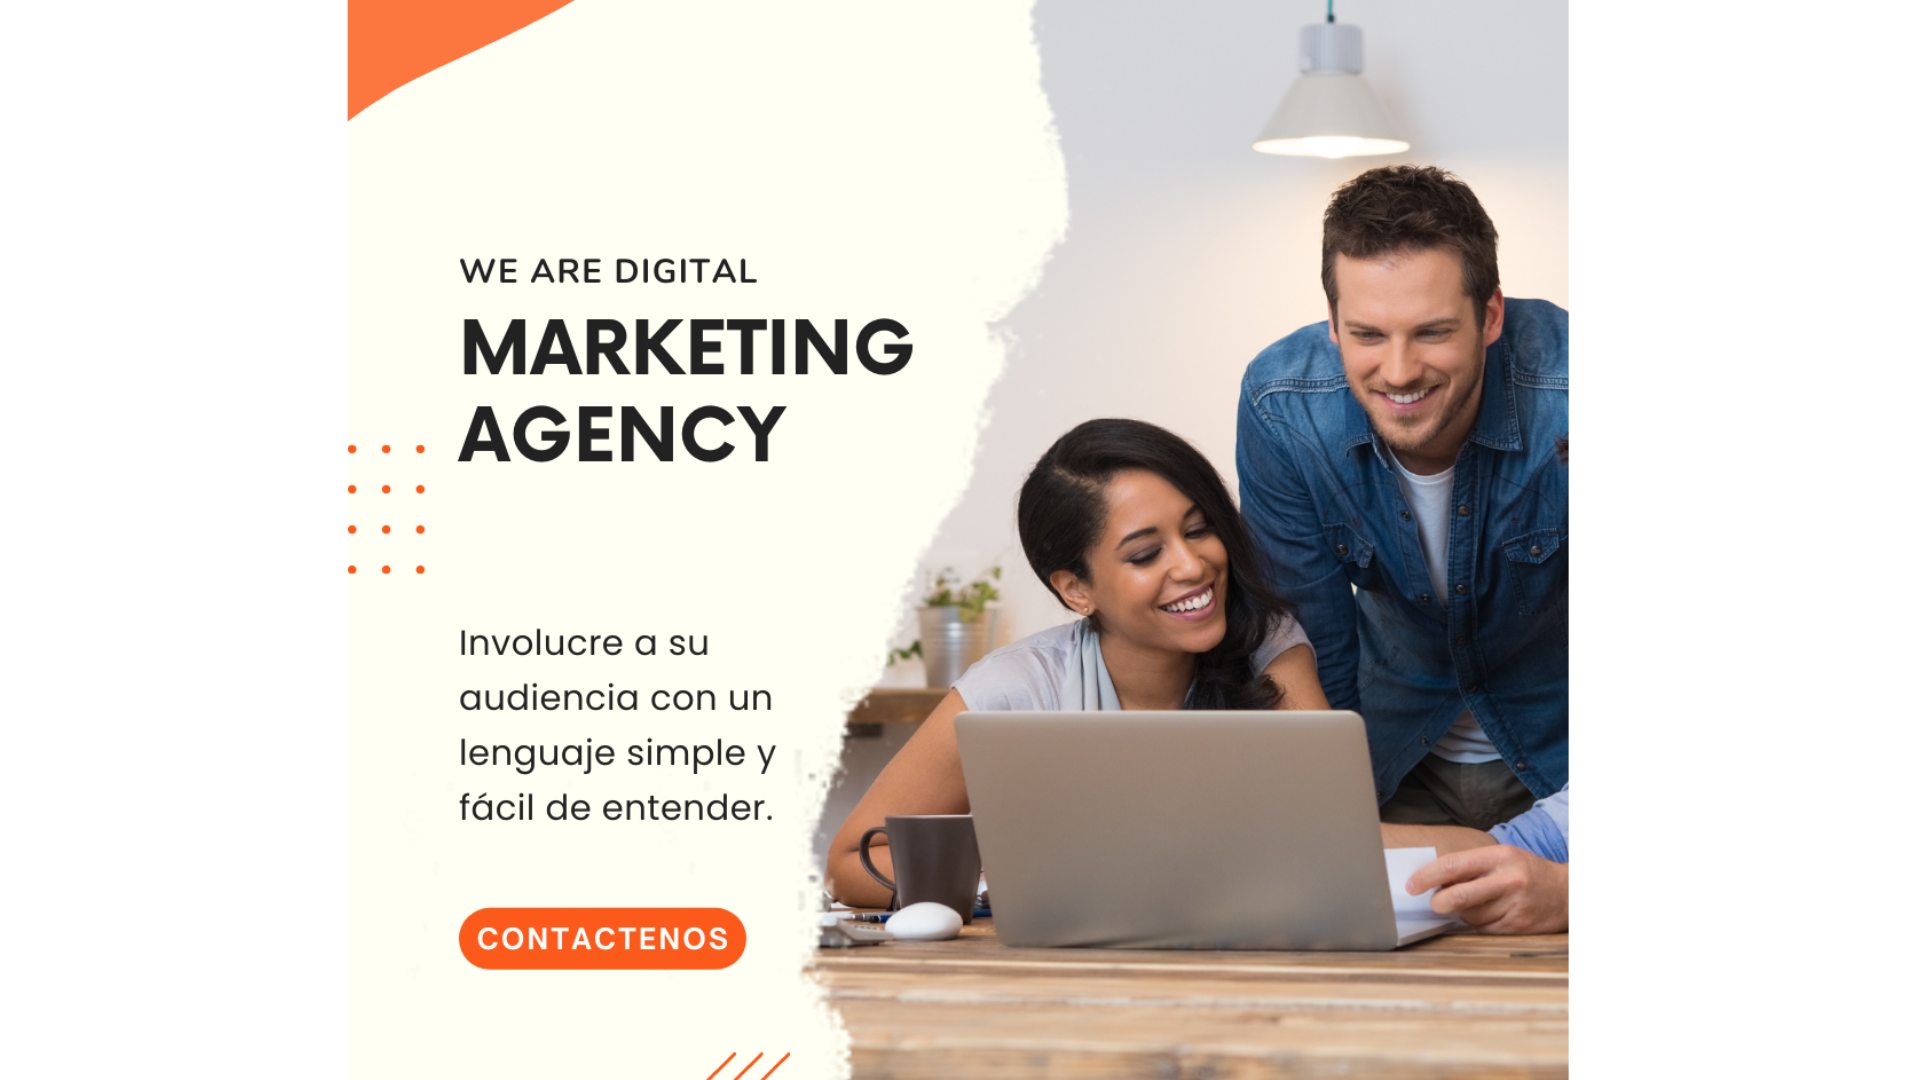 WE ARE DIGITAL
MARKETING
AGENCY
Involucre a su
audiencia con un
lenguaje simple y
fácil de entender.
CONTACTENOS